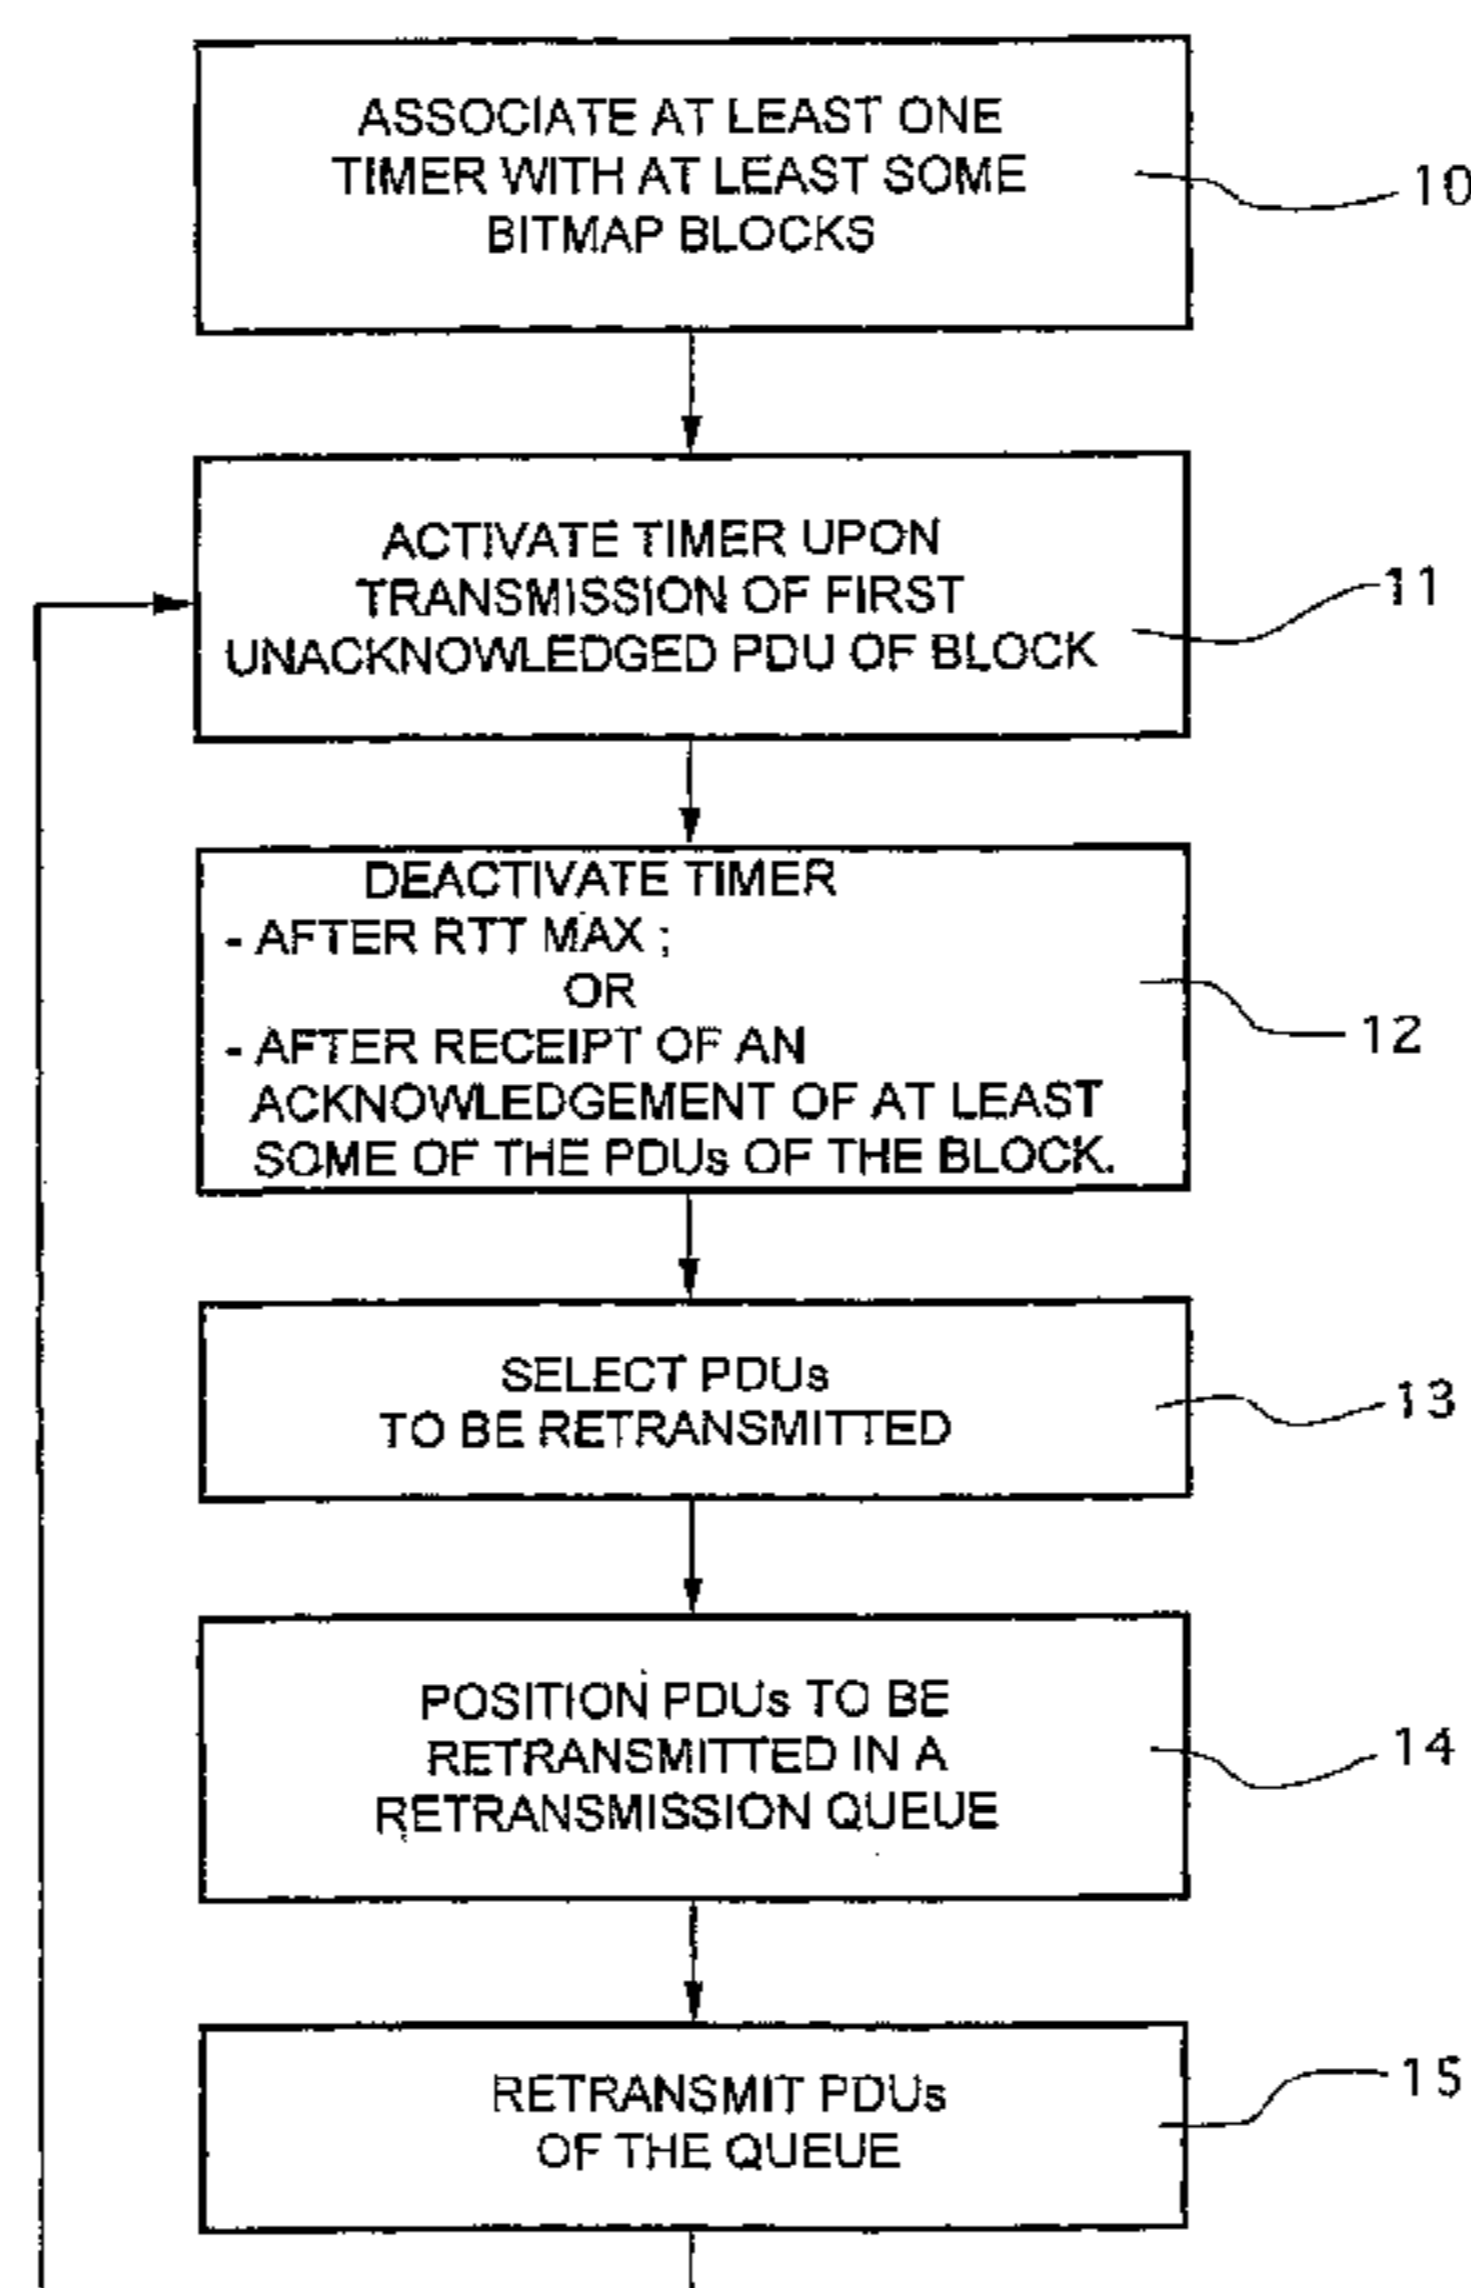 ASSOCIATE AT LEAST ONE
TIMER WITH AT LEAST SOME
BITMAP BLOCKS
10
ACTIVATE TIMER UPON
TRANSMISSION OF FIRST
UNACKNOWLEDGED PDU OF BLOCK
11
DEACTIVATE TIMER
- AFTER RTT MAX ;
OR
- AFTER RECEIPT OF AN
ACKNOWLEDGEMENT OF AT LEAST
SOME OF THE PDUs OF THE BLOCK.
12
SELECT PDUs
TO BE RETRANSMITTED
13
POSITION PDUs TO BE
RETRANSMITTED IN A
RETRANSMISSION QUEUE
14
RETRANSMIT PDUs
OF THE QUEUE
15